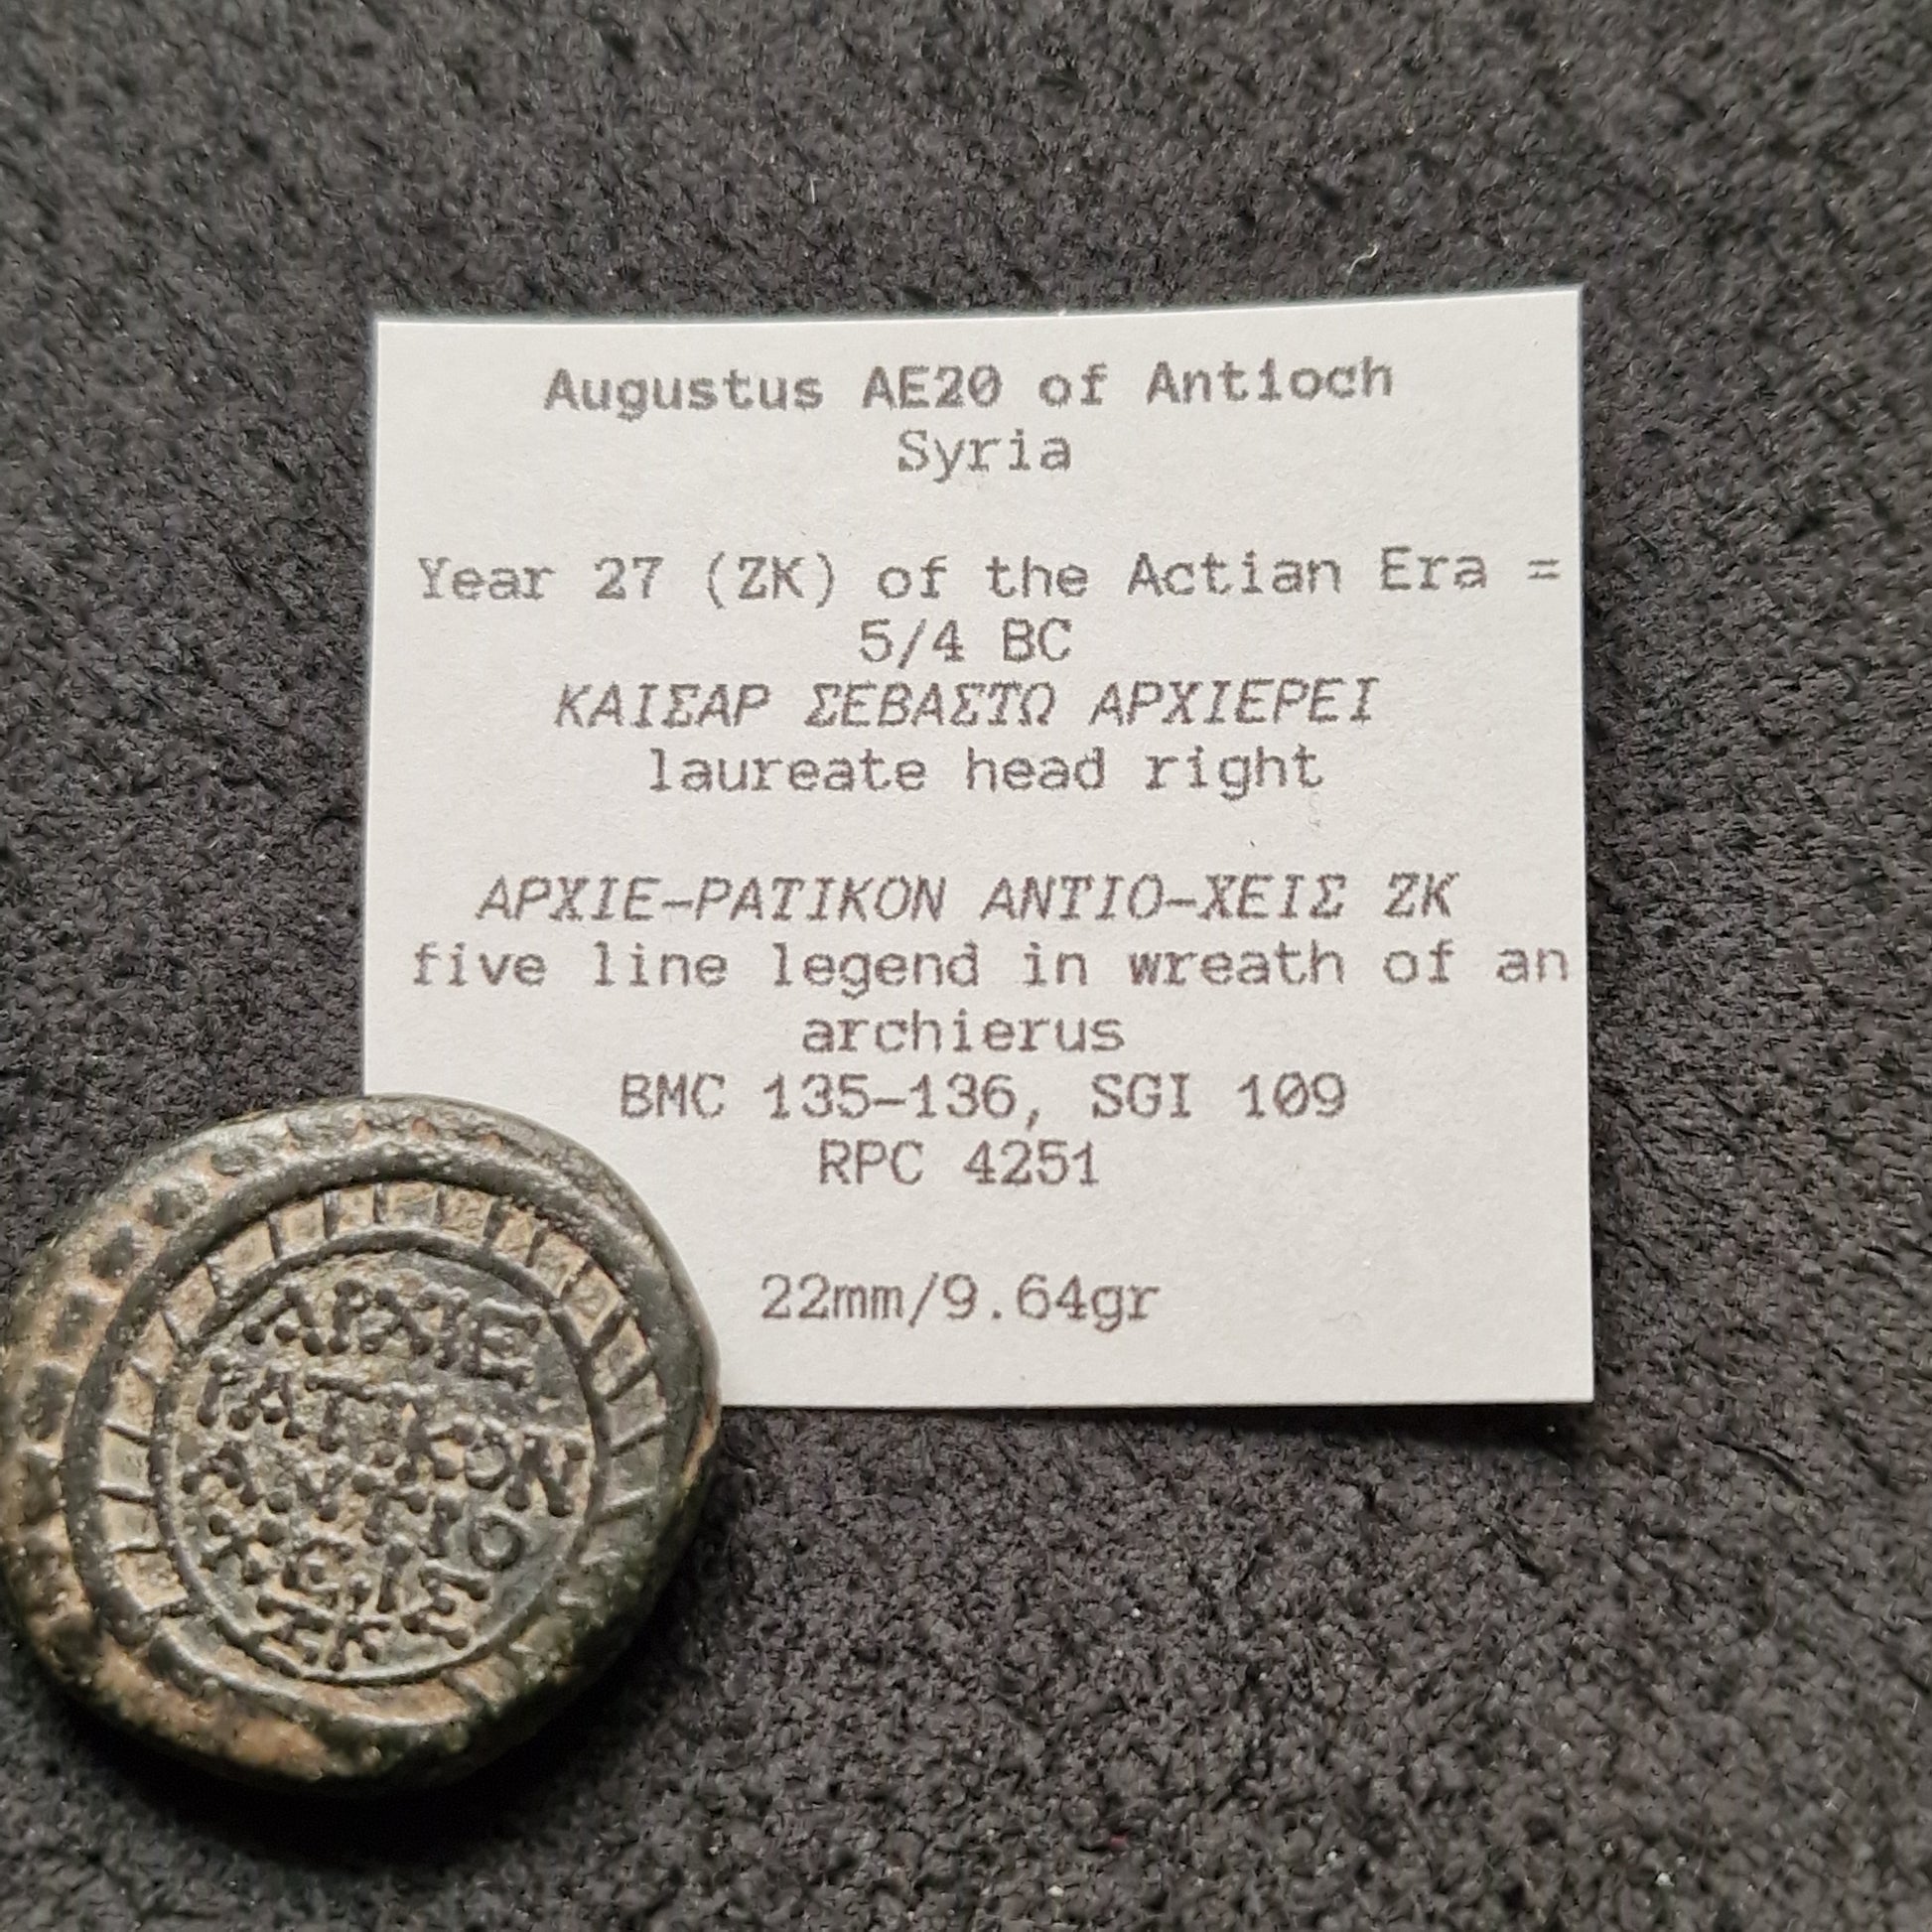 Augustus AE20 of Antioch
Syria
Year 27 (ZK) of the Actian Era =
5/4 BC
ΚΑΙΣΑΡ ΣΕΒΑΣΤΩ ΑΡΧΙΕΡΕΙ
laureate head right
ΑΡΧΙΕ-ΡΑΤΙΚΟΝ ΑΝΤΙΟ-ΧΕΙΣ ΖΚ
five line legend in wreath of an
archierus
BMC 135-136, SGI 109
RPC 4251
22mm/9.64gr
ΑΡΧΙΕ
ΡΑΤΙΚΟΝ
ΑΝΤΙΟ
ΧΕΙΣ
ΖΚ